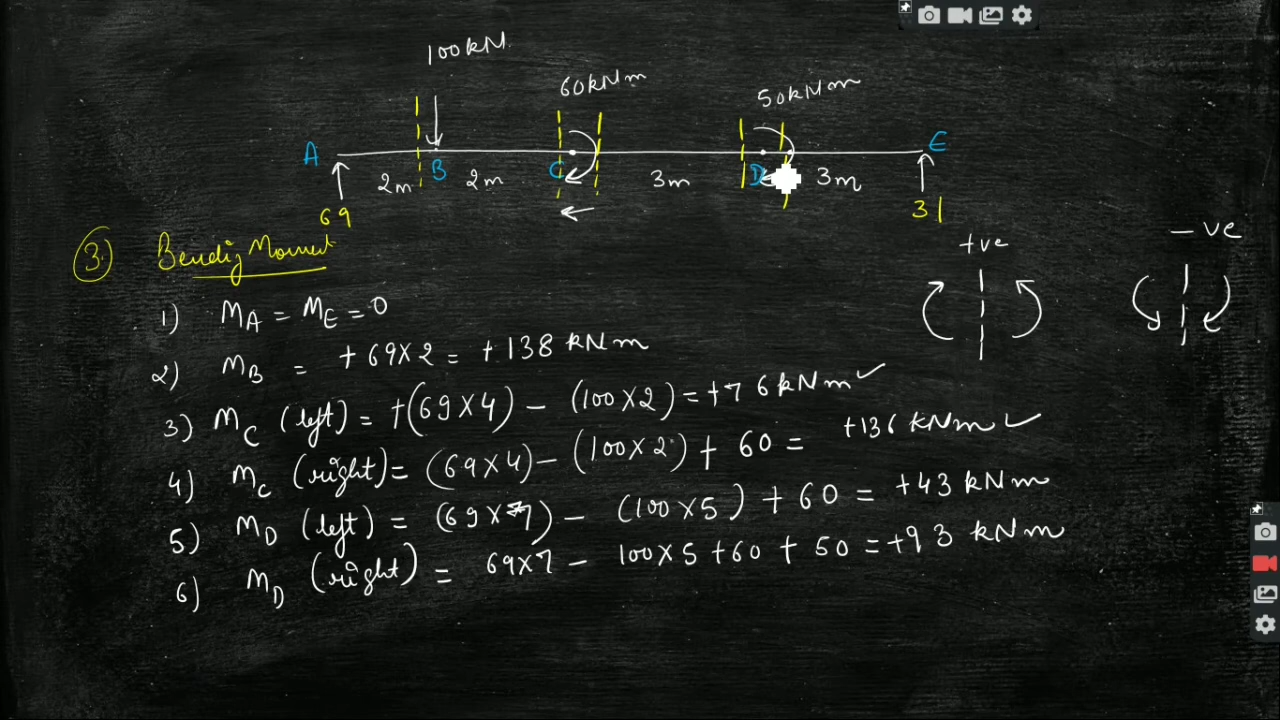 100kN
60kNm
50kNm
A B C D E
2m 2m 3m 3m
69 31
3. Bending Moment
+ve -ve
1) MA = ME = 0
2) MB = +69×2 = +138 kNm
3) MC (left) = +(69×4) - (100×2) = +76kNm ✓
4) MC (right) = (69×4) - (100×2) + 60 = +136 kNm ✓
5) MD (left) = (69×7) - (100×5) + 60 = +43 kNm
6) MD (right) = 69×7 - 100×5 +60 + 50 = +93 kNm